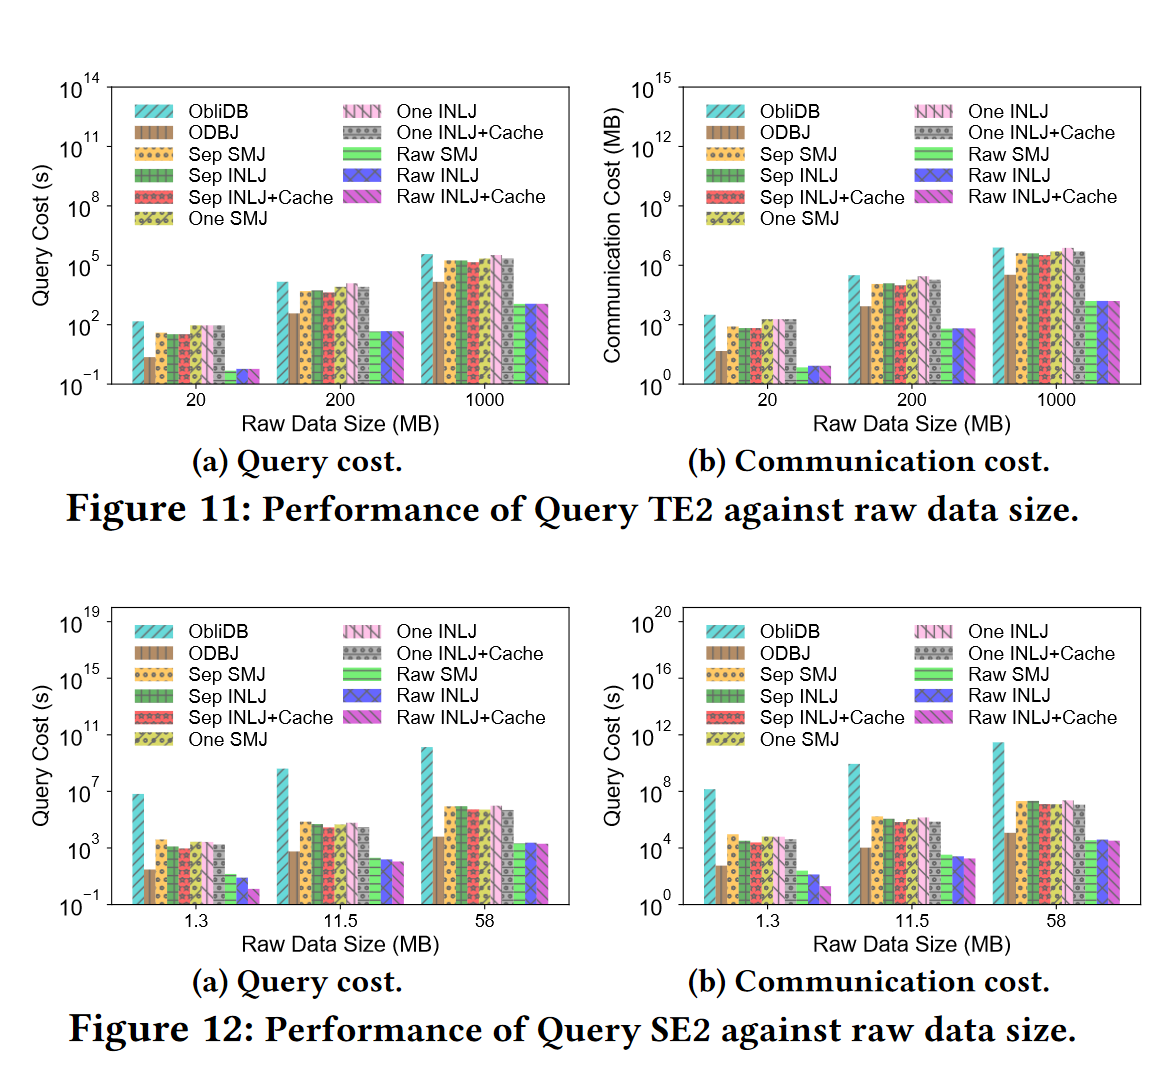 10^14
10^11
10^8
10^5
10^2
10^−1
Query Cost (s)
ObliDB
ODBJ
Sep SMJ
Sep INLJ
Sep INLJ+Cache
One SMJ
One INLJ
One INLJ+Cache
Raw SMJ
Raw INLJ
Raw INLJ+Cache
20 200 1000
Raw Data Size (MB)
(a) Query cost.
10^15
10^12
10^9
10^6
10^3
10^0
Communication Cost (MB)
ObliDB
ODBJ
Sep SMJ
Sep INLJ
Sep INLJ+Cache
One SMJ
One INLJ
One INLJ+Cache
Raw SMJ
Raw INLJ
Raw INLJ+Cache
20 200 1000
Raw Data Size (MB)
(b) Communication cost.
Figure 11: Performance of Query TE2 against raw data size.
10^19
10^15
10^11
10^7
10^3
10^−1
Query Cost (s)
ObliDB
ODBJ
Sep SMJ
Sep INLJ
Sep INLJ+Cache
One SMJ
One INLJ
One INLJ+Cache
Raw SMJ
Raw INLJ
Raw INLJ+Cache
1.3 11.5 58
Raw Data Size (MB)
(a) Query cost.
10^20
10^16
10^12
10^8
10^4
10^0
Query Cost (s)
ObliDB
ODBJ
Sep SMJ
Sep INLJ
Sep INLJ+Cache
One SMJ
One INLJ
One INLJ+Cache
Raw SMJ
Raw INLJ
Raw INLJ+Cache
1.3 11.5 58
Raw Data Size (MB)
(b) Communication cost.
Figure 12: Performance of Query SE2 against raw data size.